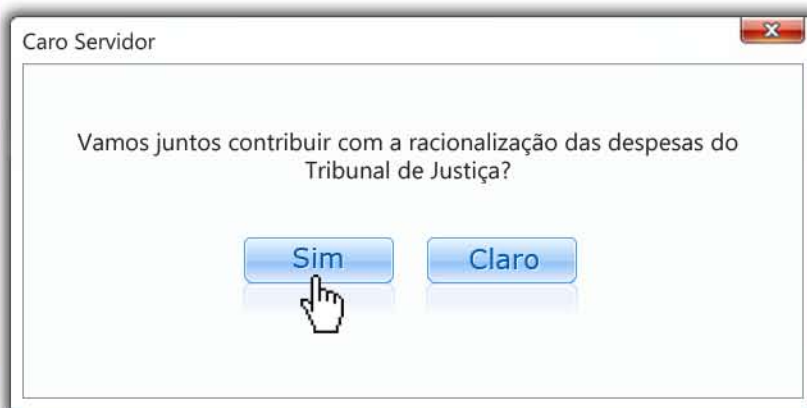 Caro Servidor
Vamos juntos contribuir com a racionalização das despesas do
Tribunal de Justiça?
Sim
Claro